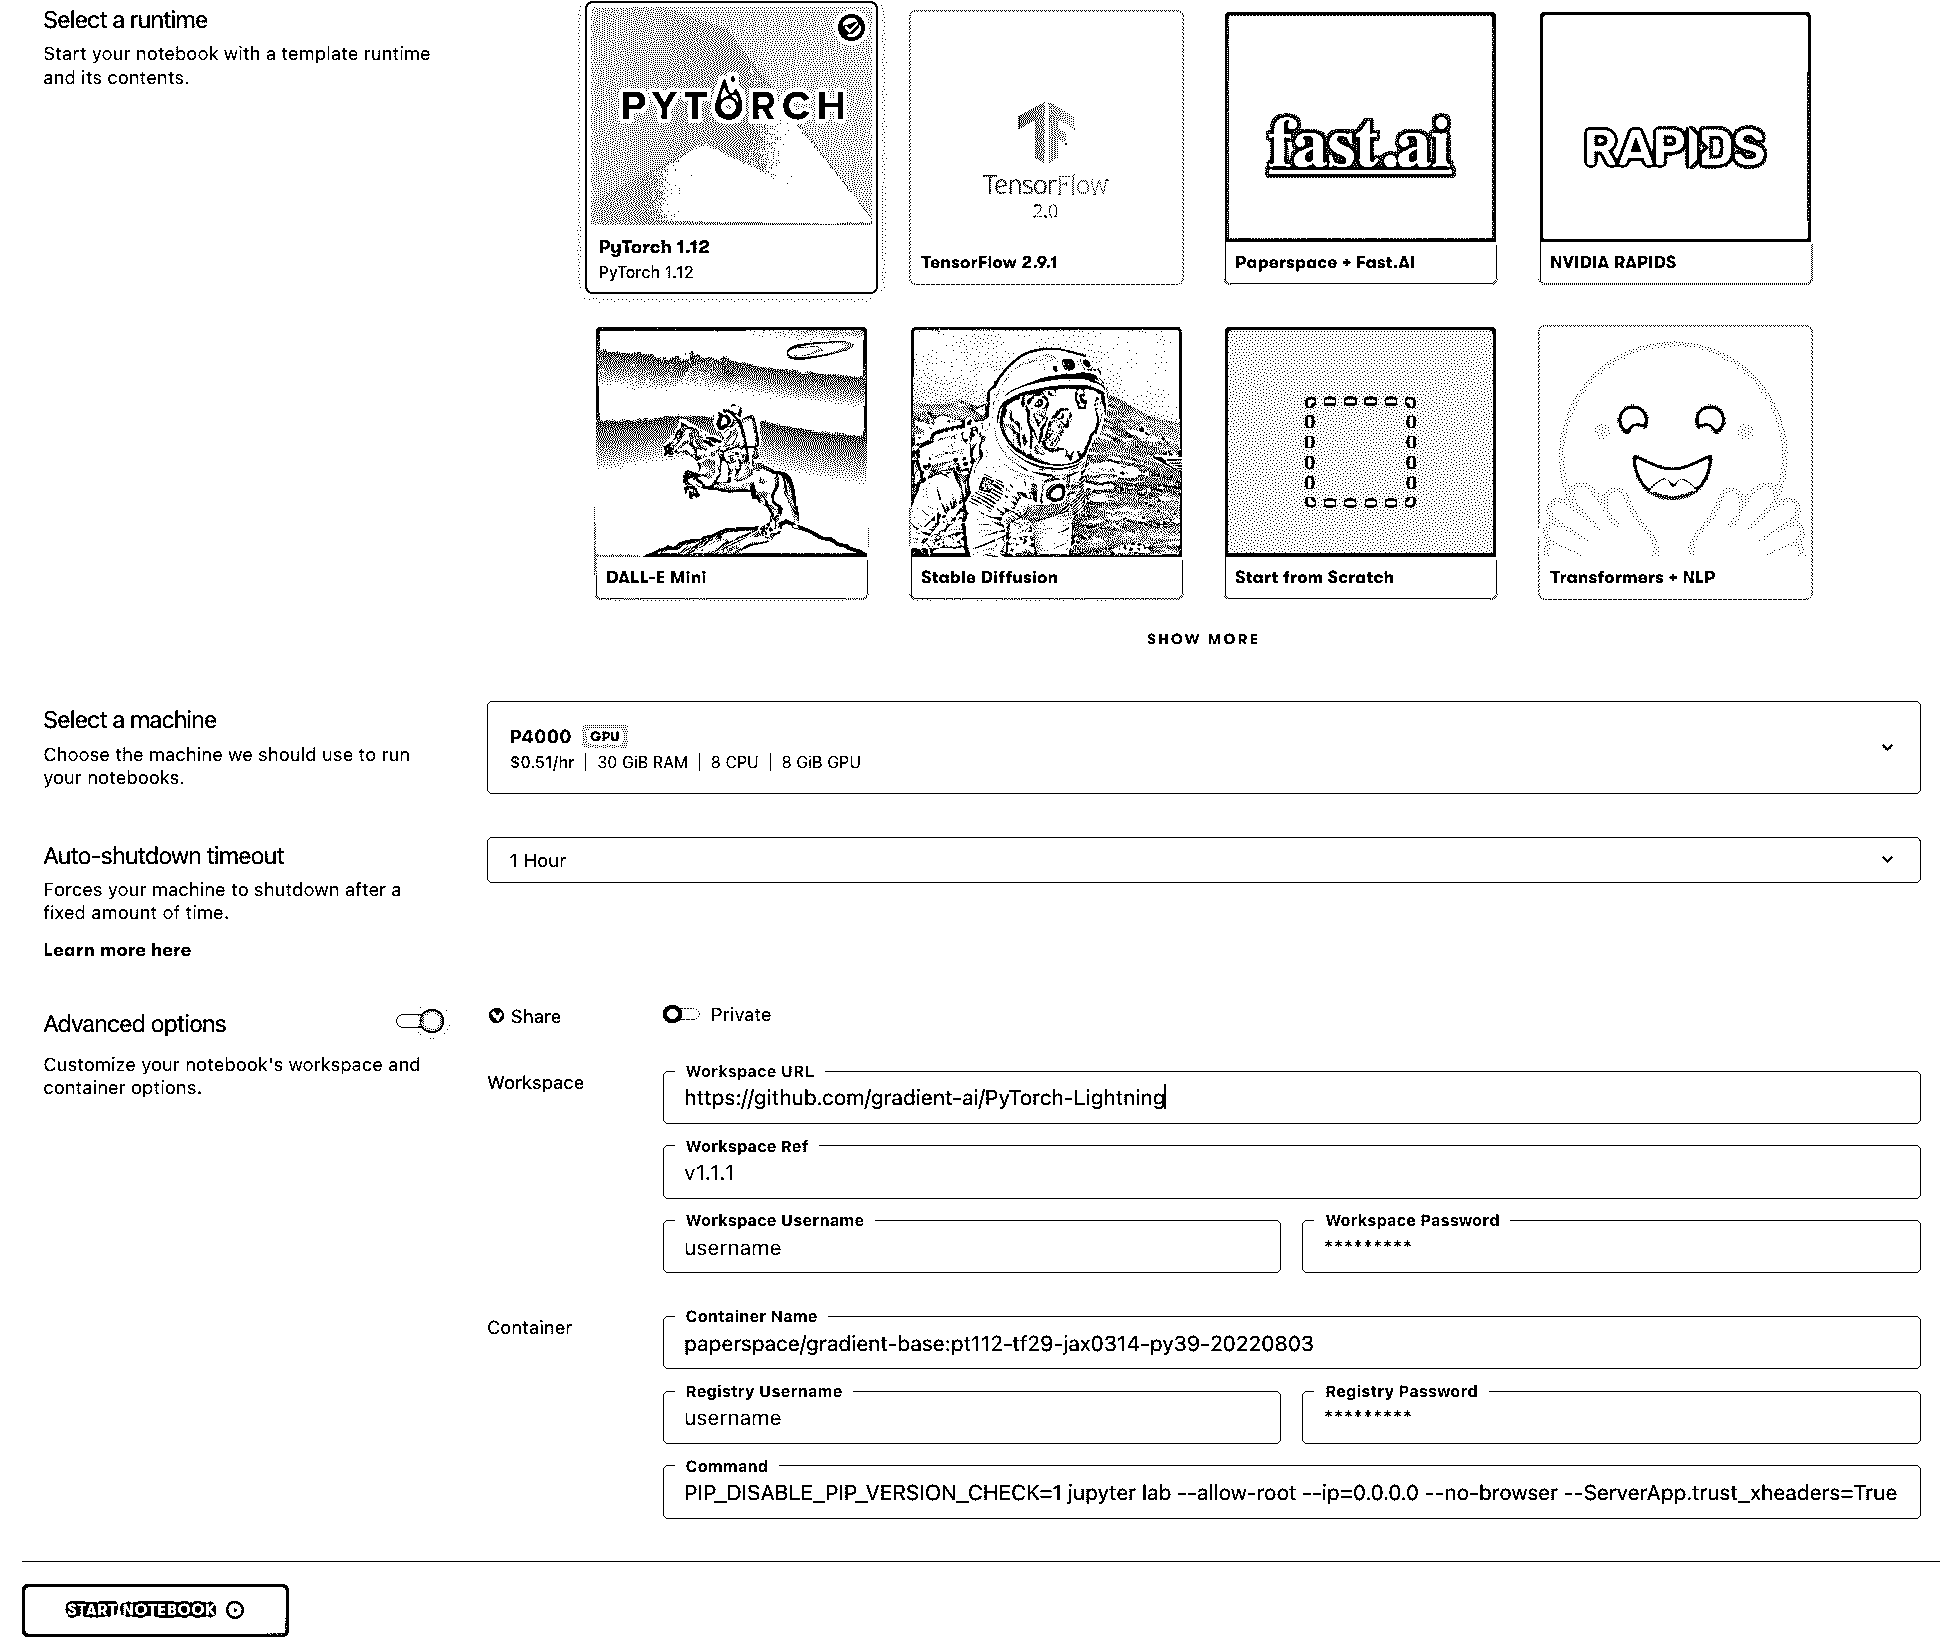 Select a runtime
Start your notebook with a template runtime
and its contents.
PYTORCH
PyTorch 1.12
PyTorch 1.12
TensorFlow
2.0
TensorFlow 2.9.1
fast.ai
Paperspace + Fast.AI
RAPIDS
NVIDIA RAPIDS
DALL-E Mini
Stable Diffusion
Start from Scratch
Transformers + NLP
SHOW MORE
Select a machine
Choose the machine we should use to run
your notebooks.
P4000 GPU
$0.51/hr | 30 GiB RAM | 8 CPU | 8 GiB GPU
Auto-shutdown timeout
Forces your machine to shutdown after a
fixed amount of time.
Learn more here
1 Hour
Advanced options
Customize your notebook's workspace and
container options.
Share
Private
Workspace
Workspace URL
https://github.com/gradient-ai/PyTorch-Lightning
Workspace Ref
v1.1.1
Workspace Username
username
Workspace Password
*********
Container
Container Name
paperspace/gradient-base:pt112-tf29-jax0314-py39-20220803
Registry Username
username
Registry Password
*********
Command
PIP_DISABLE_PIP_VERSION_CHECK=1 jupyter lab --allow-root --ip=0.0.0.0 --no-browser --ServerApp.trust_xheaders=True
START NOTEBOOK